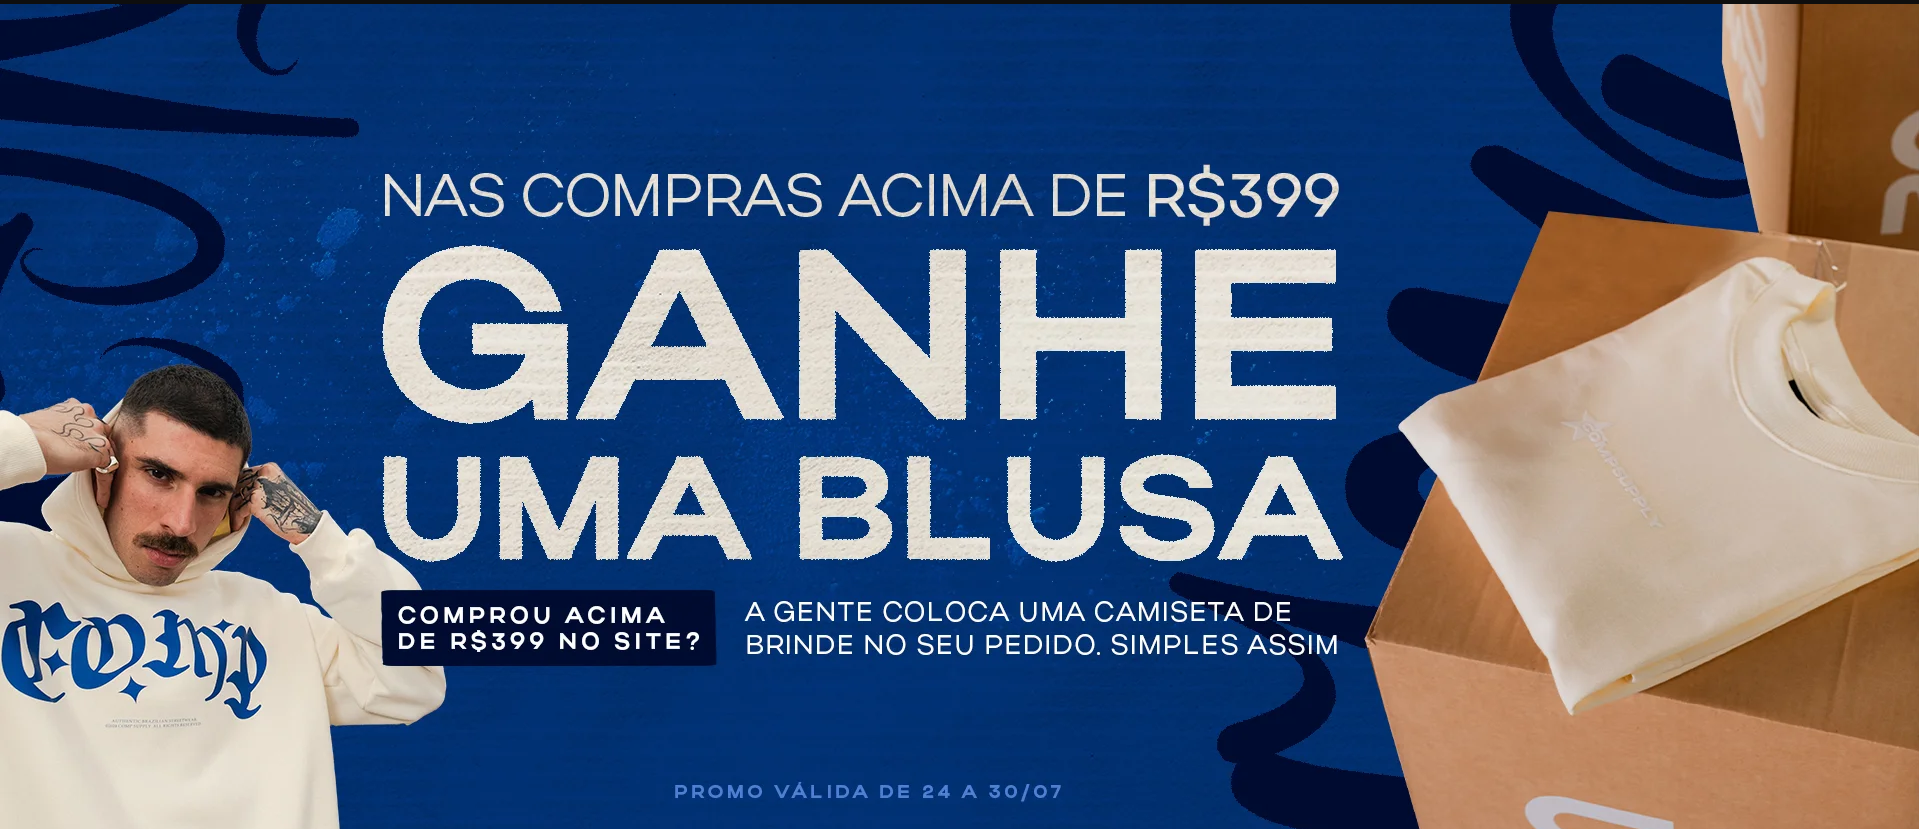 NAS COMPRAS ACIMA DE R$399
GANHE
UMA BLUSA
COMPROU ACIMA
DE R$399 NO SITE?
A GENTE COLOCA UMA CAMISETA DE
BRINDE NO SEU PEDIDO. SIMPLES ASSIM
COMP
PROMO VÁLIDA DE 24 A 30/07